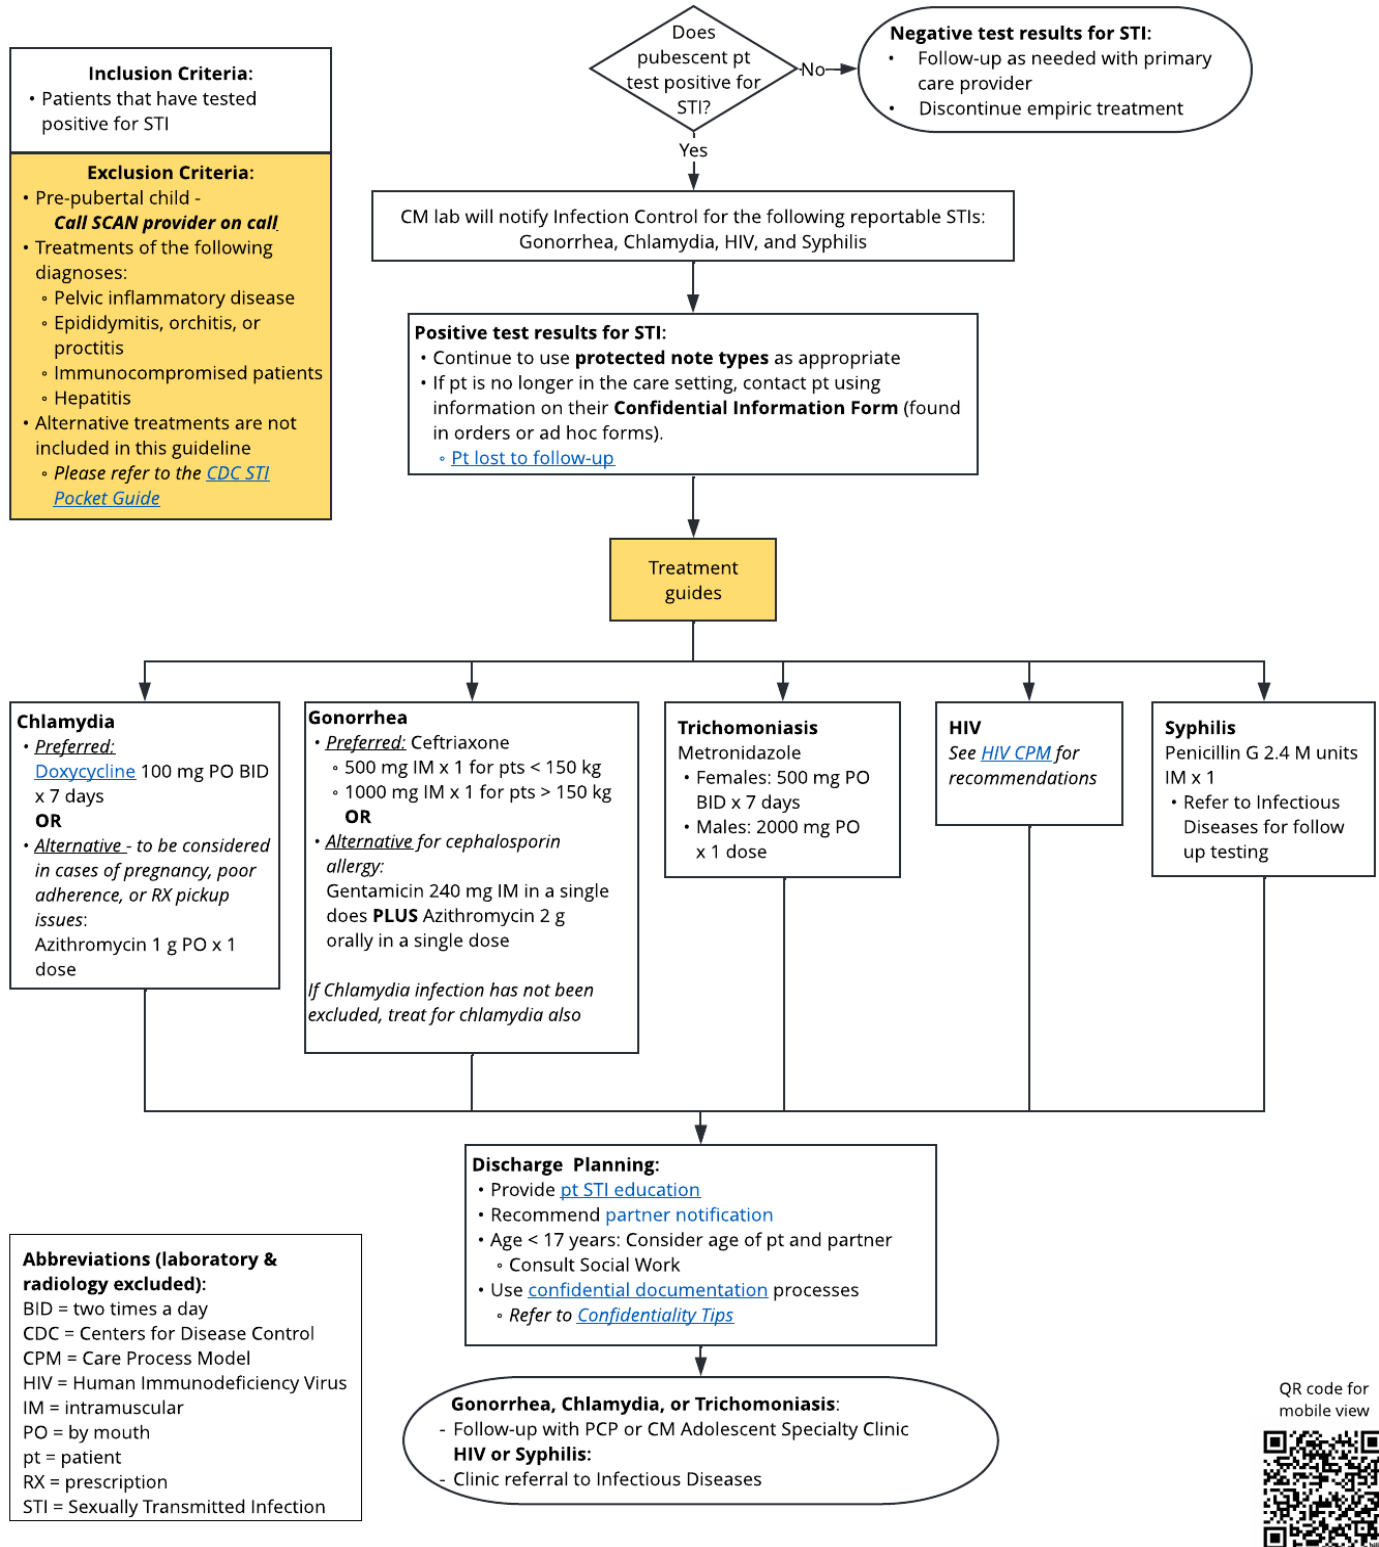 Does
pubescent pt
test positive for
STI?
No
Negative test results for STI:
• Follow-up as needed with primary
care provider
• Discontinue empiric treatment
Inclusion Criteria:
• Patients that have tested
positive for STI
Exclusion Criteria:
• Pre-pubertal child -
Call SCAN provider on call
• Treatments of the following
diagnoses:
◦ Pelvic inflammatory disease
◦ Epididymitis, orchitis, or
proctitis
◦ Immunocompromised patients
◦ Hepatitis
• Alternative treatments are not
included in this guideline
◦ Please refer to the CDC STI
Pocket Guide
Yes
CM lab will notify Infection Control for the following reportable STIs:
Gonorrhea, Chlamydia, HIV, and Syphilis
Positive test results for STI:
• Continue to use protected note types as appropriate
• If pt is no longer in the care setting, contact pt using
information on their Confidential Information Form (found
in orders or ad hoc forms).
◦ Pt lost to follow-up
Treatment
guides
Chlamydia
• Preferred:
Doxycycline 100 mg PO BID
x 7 days
OR
• Alternative - to be considered
in cases of pregnancy, poor
adherence, or RX pickup
issues:
Azithromycin 1 g PO x 1
dose
Gonorrhea
• Preferred: Ceftriaxone
◦ 500 mg IM x 1 for pts < 150 kg
◦ 1000 mg IM x 1 for pts > 150 kg
OR
• Alternative for cephalosporin
allergy:
Gentamicin 240 mg IM in a single
does PLUS Azithromycin 2 g
orally in a single dose
If Chlamydia infection has not been
excluded, treat for chlamydia also
Trichomoniasis
Metronidazole
• Females: 500 mg PO
BID x 7 days
• Males: 2000 mg PO
x 1 dose
HIV
See HIV CPM for
recommendations
Syphilis
Penicillin G 2.4 M units
IM x 1
• Refer to Infectious
Diseases for follow
up testing
Discharge Planning:
• Provide pt STI education
• Recommend partner notification
• Age < 17 years: Consider age of pt and partner
◦ Consult Social Work
• Use confidential documentation processes
◦ Refer to Confidentiality Tips
Abbreviations (laboratory &
radiology excluded):
BID = two times a day
CDC = Centers for Disease Control
CPM = Care Process Model
HIV = Human Immunodeficiency Virus
IM = intramuscular
PO = by mouth
pt = patient
RX = prescription
STI = Sexually Transmitted Infection
Gonorrhea, Chlamydia, or Trichomoniasis:
- Follow-up with PCP or CM Adolescent Specialty Clinic
HIV or Syphilis:
- Clinic referral to Infectious Diseases
QR code for
mobile view